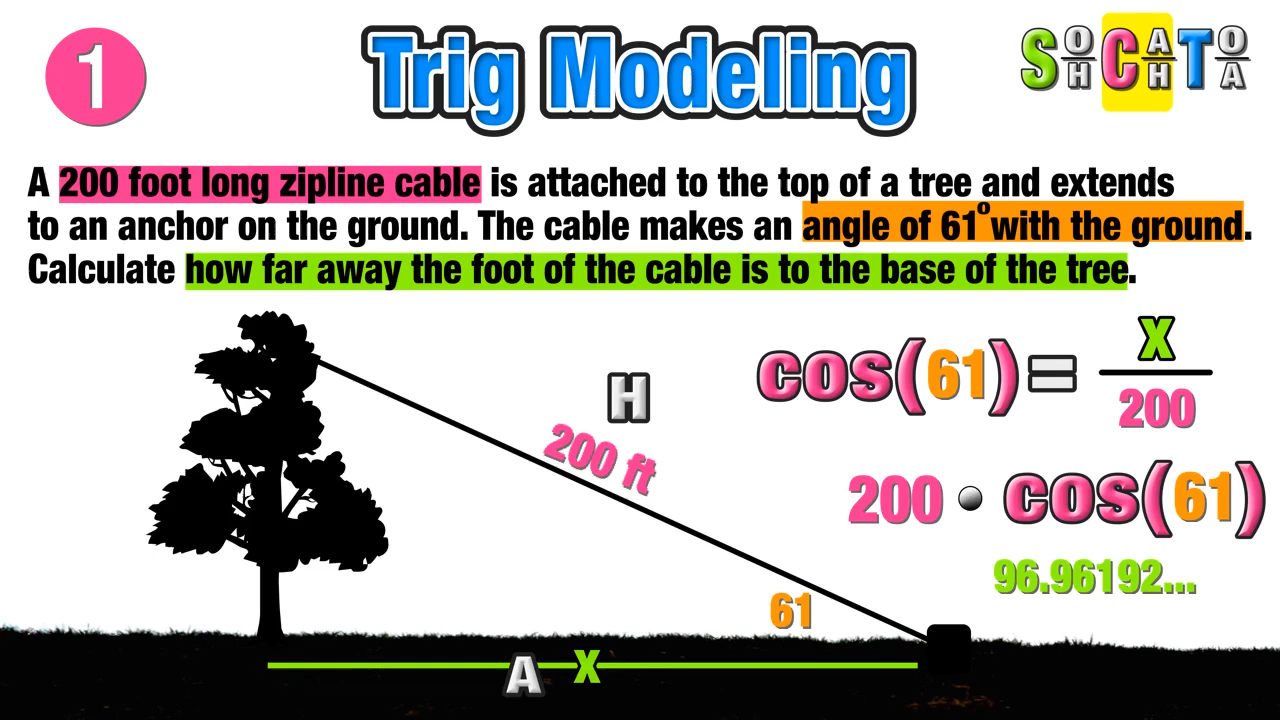 1
Trig Modeling
SOH CAH TOA
A 200 foot long zipline cable is attached to the top of a tree and extends
to an anchor on the ground. The cable makes an angle of 61° with the ground.
Calculate how far away the foot of the cable is to the base of the tree.
H
200 ft
61
A X
cos(61) = X
200
200 • cos(61)
96.96192...